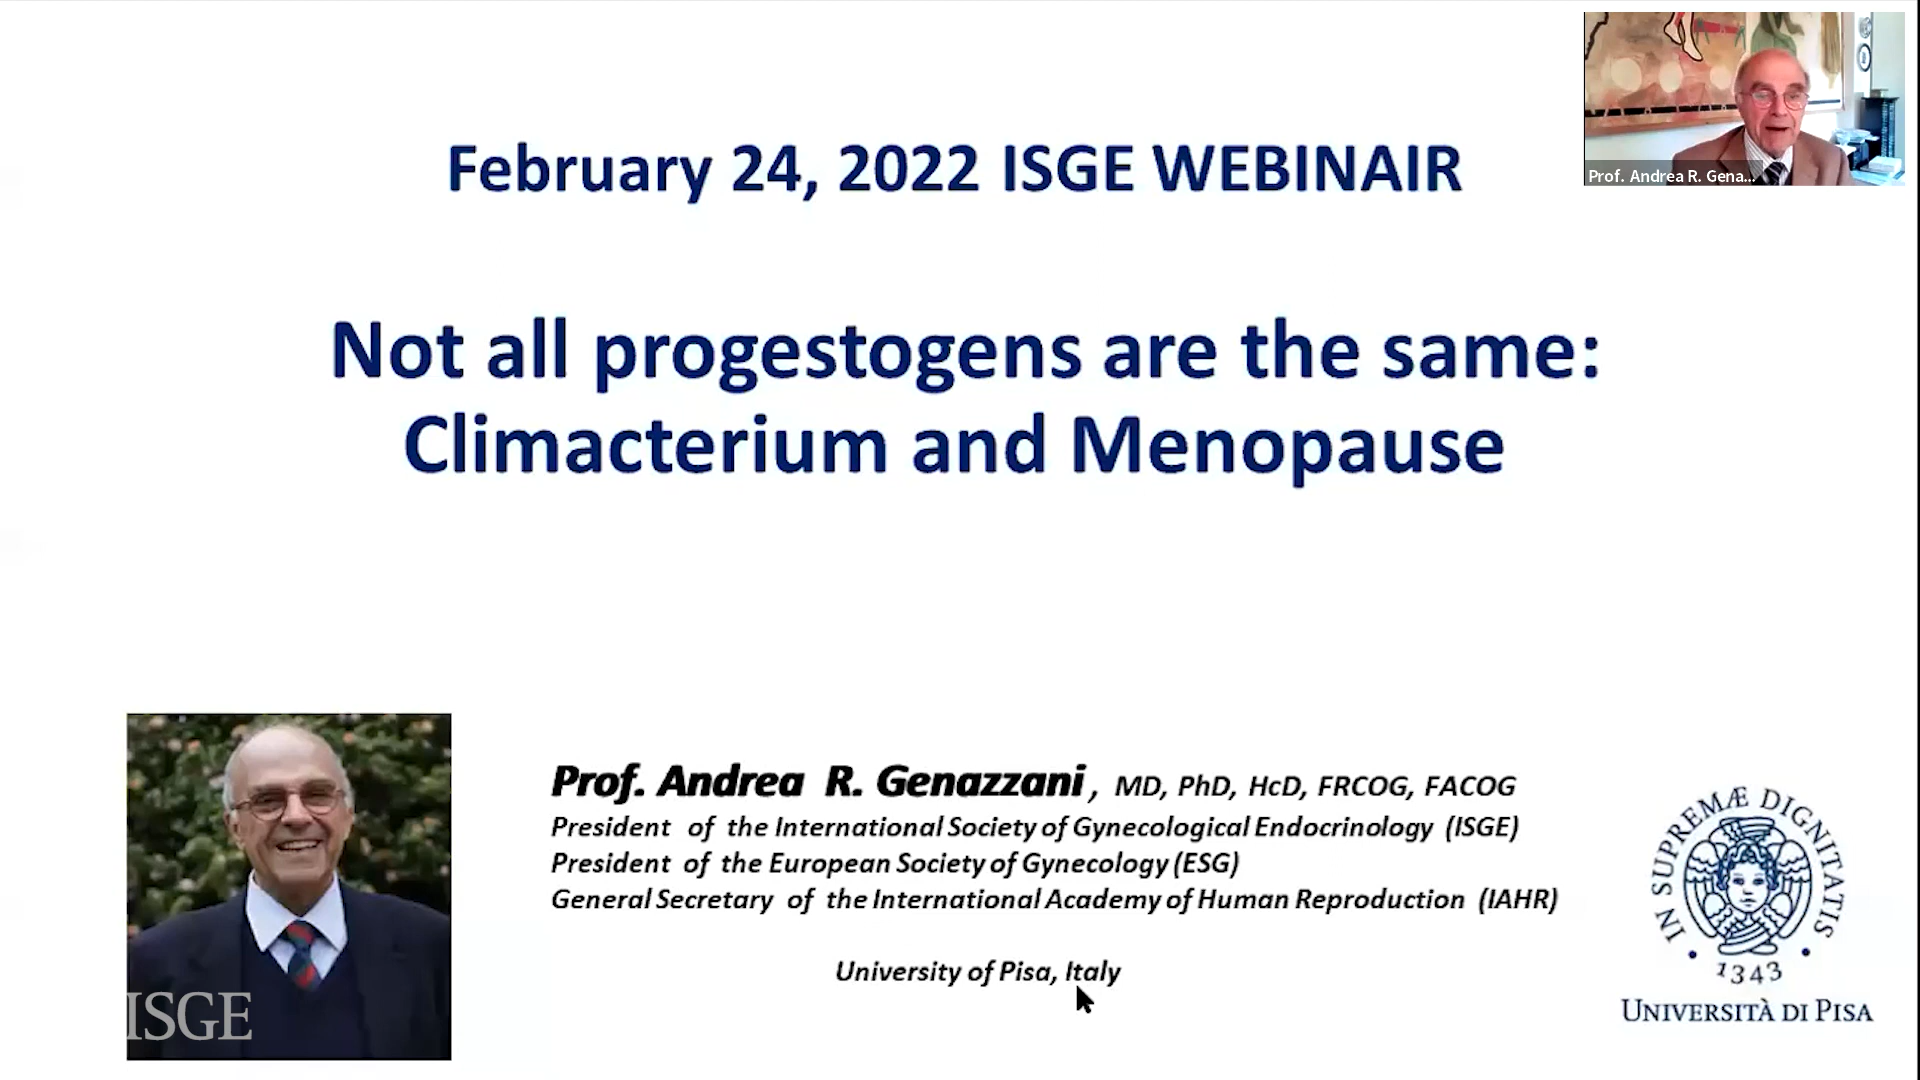 February 24, 2022 ISGE WEBINAIR
Prof. Andrea R. Gena...
Not all progestogens are the same:
Climacterium and Menopause
Prof. Andrea R. Genazzani, MD, PhD, HcD, FRCOG, FACOG
President of the International Society of Gynecological Endocrinology (ISGE)
President of the European Society of Gynecology (ESG)
General Secretary of the International Academy of Human Reproduction (IAHR)
University of Pisa, Italy
ISGE
IN SUPREMÆ DIGNITATIS
• 1343 •
UNIVERSITÀ DI PISA